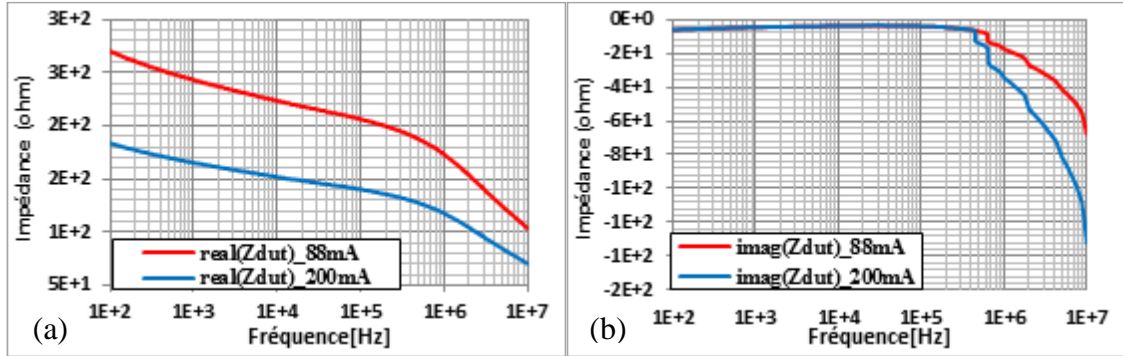 3E+2
3E+2
2E+2
2E+2
1E+2
5E+1
Impédance (ohm)
real(Zdut)_88mA
real(Zdut)_200mA
1E+2 1E+3 1E+4 1E+5 1E+6 1E+7
Fréquence[Hz]
(a)
0E+0
-2E+1
-4E+1
-6E+1
-8E+1
-1E+2
-1E+2
-2E+2
-2E+2
Impédance (ohm)
imag(Zdut)_88mA
imag(Zdut)_200mA
1E+2 1E+3 1E+4 1E+5 1E+6 1E+7
Fréquence[Hz]
(b)